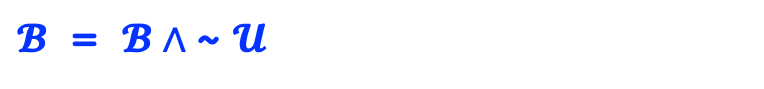 ℬ = ℬ ∧ ~ 𝒰